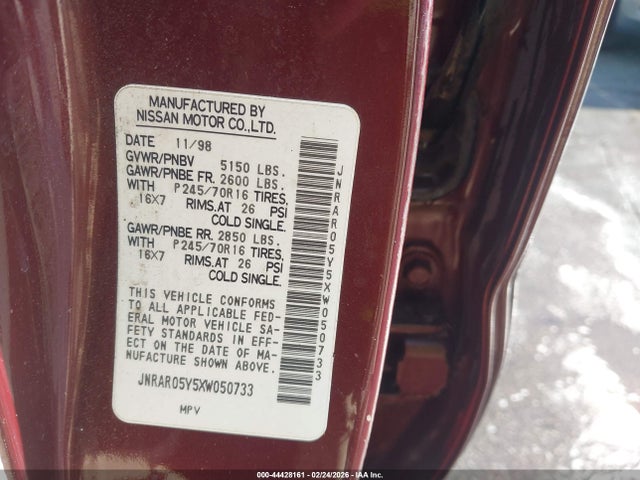 MANUFACTURED BY
NISSAN MOTOR CO.,LTD.
DATE 11/98
GVWR/PNBV 5150 LBS.
GAWR/PNBE FR. 2600 LBS.
WITH P245/70R16 TIRES.
16X7 RIMS.AT 26 PSI
COLD SINGLE.
GAWR/PNBE RR. 2850 LBS.
WITH P245/70R16 TIRES.
16X7 RIMS.AT 26 PSI
COLD SINGLE.
THIS VEHICLE CONFORMS
TO ALL APPLICABLE FED-
ERAL MOTOR VEHICLE SA-
FETY STANDARDS IN EFF-
ECT ON THE DATE OF MA-
NUFACTURE SHOWN ABOVE.
JNRAR05Y5XW050733
MPV
JNRAR05Y5XW050733
000-44428161 - 02/24/2026 - IAA Inc.